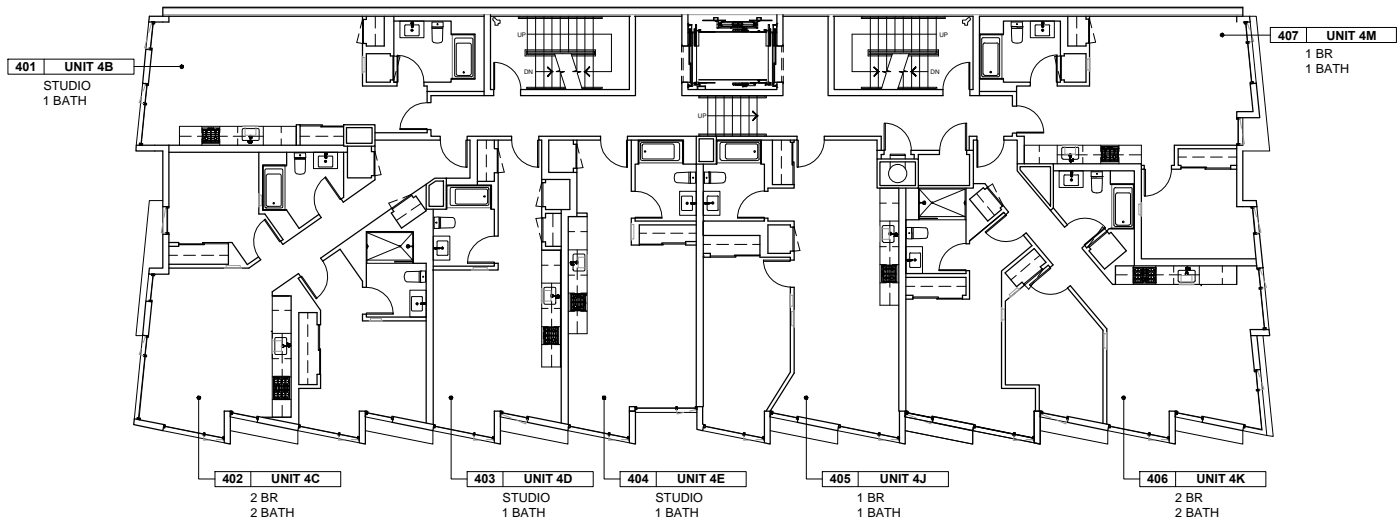 401 UNIT 4B
STUDIO
1 BATH
UP
DN
UP
UP
DN
407 UNIT 4M
1 BR
1 BATH
402 UNIT 4C
2 BR
2 BATH
403 UNIT 4D
STUDIO
1 BATH
404 UNIT 4E
STUDIO
1 BATH
405 UNIT 4J
1 BR
1 BATH
406 UNIT 4K
2 BR
2 BATH